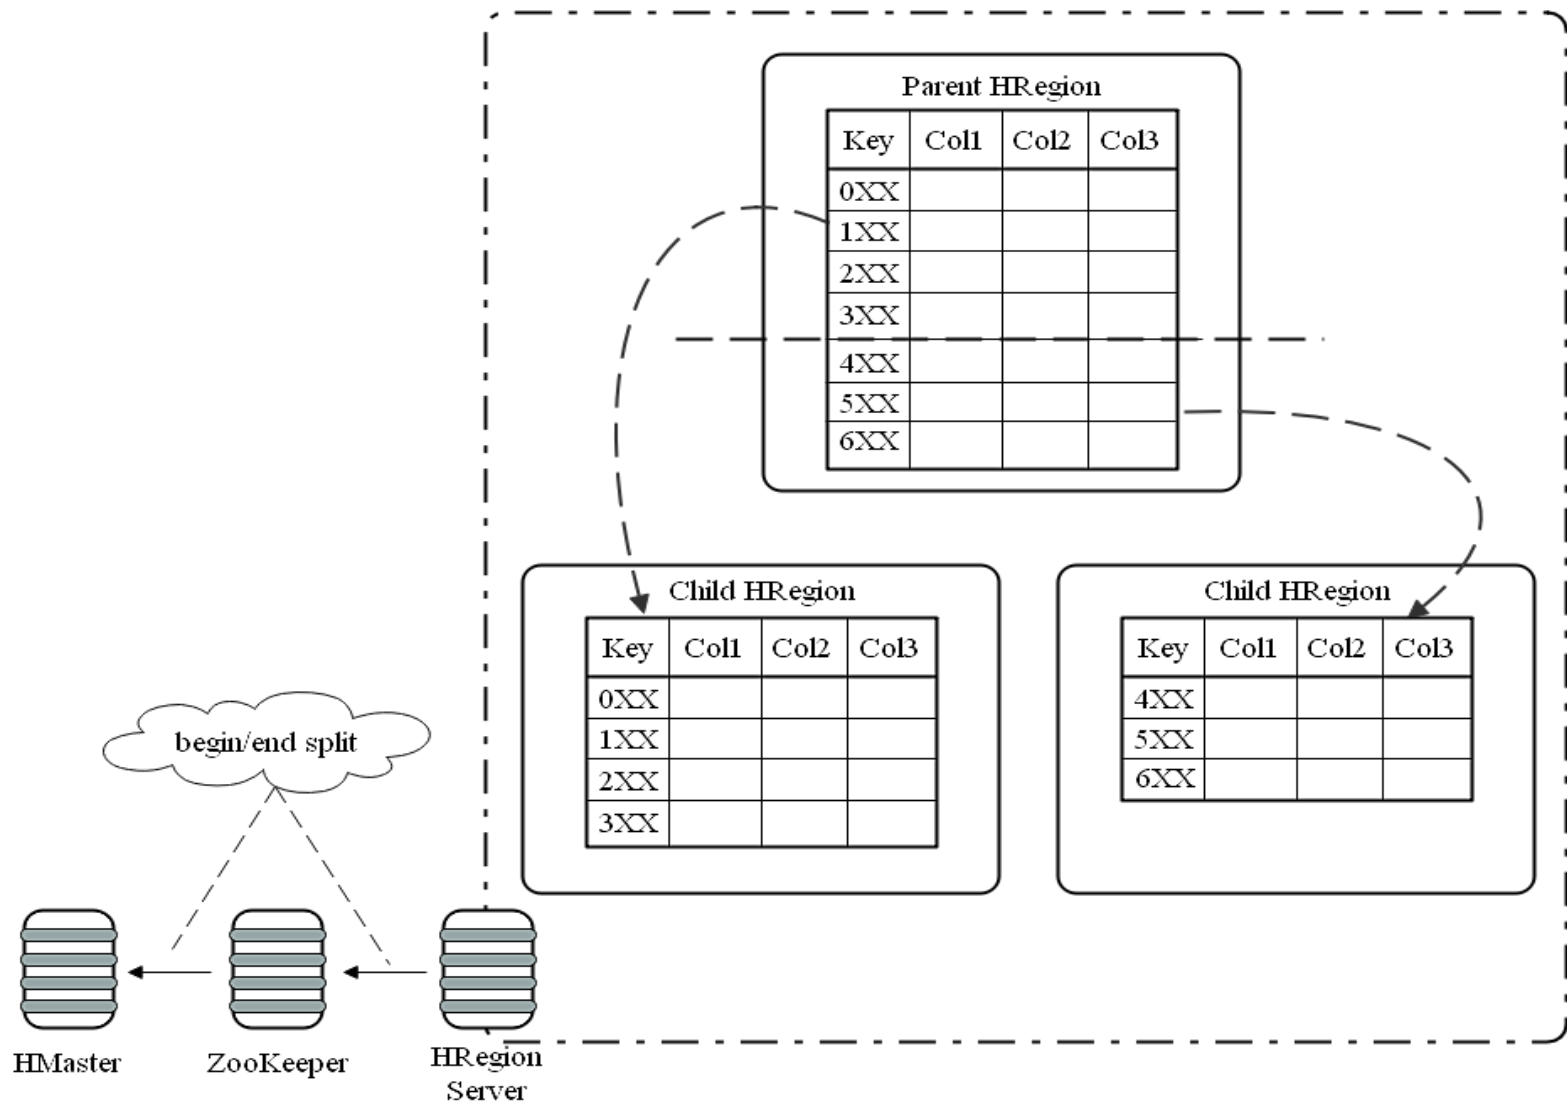 Parent HRegion
Key Col1 Col2 Col3
0XX
1XX
2XX
3XX
4XX
5XX
6XX
Child HRegion
Key Col1 Col2 Col3
0XX
1XX
2XX
3XX
Child HRegion
Key Col1 Col2 Col3
4XX
5XX
6XX
begin/end split
HMaster
ZooKeeper
HRegion
Server